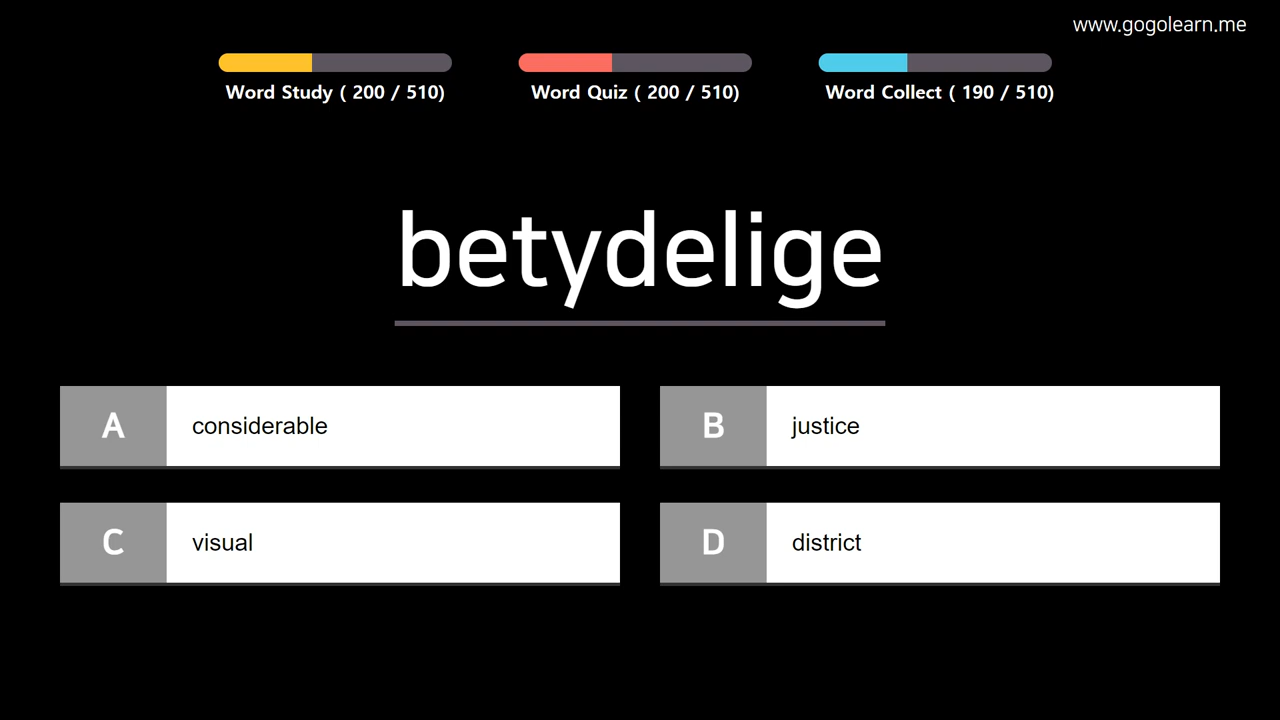 www.gogolearn.me
Word Study ( 200 / 510)
Word Quiz ( 200 / 510)
Word Collect ( 190 / 510)
betydelige
A considerable
B justice
C visual
D district